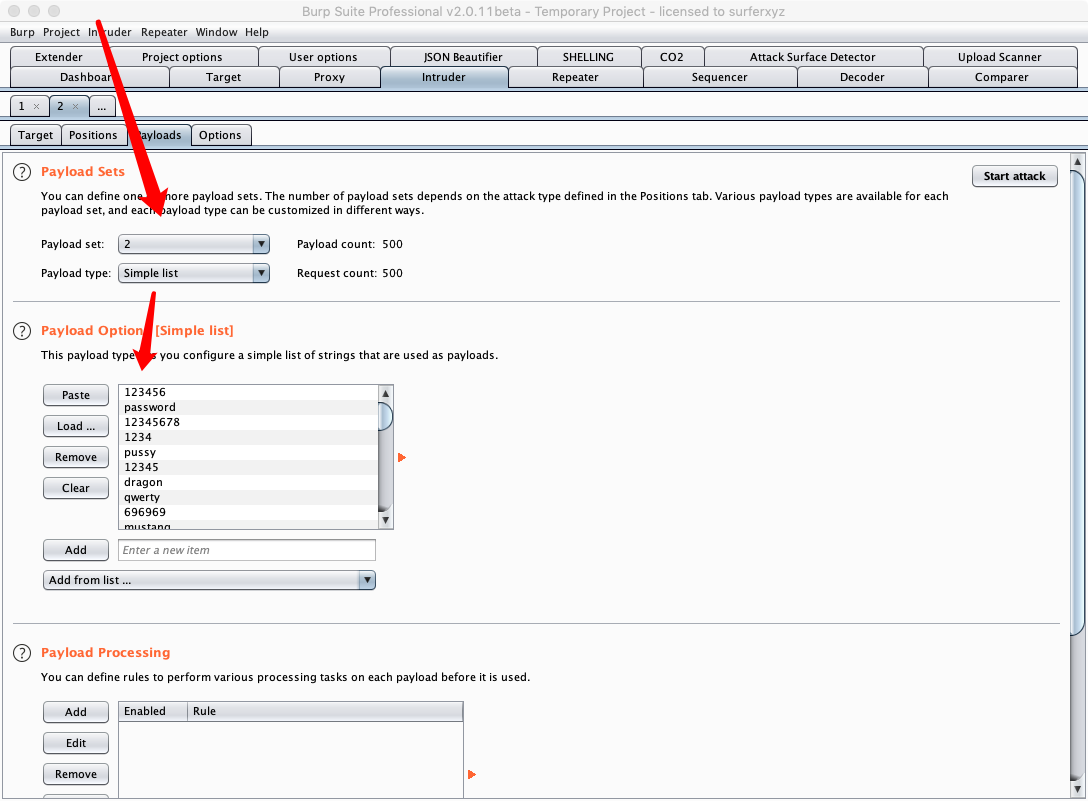 Burp Suite Professional v2.0.11beta - Temporary Project - licensed to surferxyz
Burp Project Intruder Repeater Window Help
Extender Project options User options JSON Beautifier SHELLING CO2 Attack Surface Detector Upload Scanner
Target Proxy Intruder Repeater Sequencer Decoder Comparer
1 × 2 × ...
Target Positions Payloads Options
? Payload Sets
Start attack
You can define one more payload sets. The number of payload sets depends on the attack type defined in the Positions tab. Various payload types are available for each
payload set, and each payload type can be customized in different ways.
Payload set: 2 Payload count: 500
Payload type: Simple list Request count: 500
? Payload Option [Simple list]
This payload type you configure a simple list of strings that are used as payloads.
Paste
Load ...
Remove
Clear
123456
password
12345678
1234
pussy
12345
dragon
qwerty
696969
mustang
Add Enter a new item
Add from list ...
? Payload Processing
You can define rules to perform various processing tasks on each payload before it is used.
Add
Edit
Remove
Enabled Rule